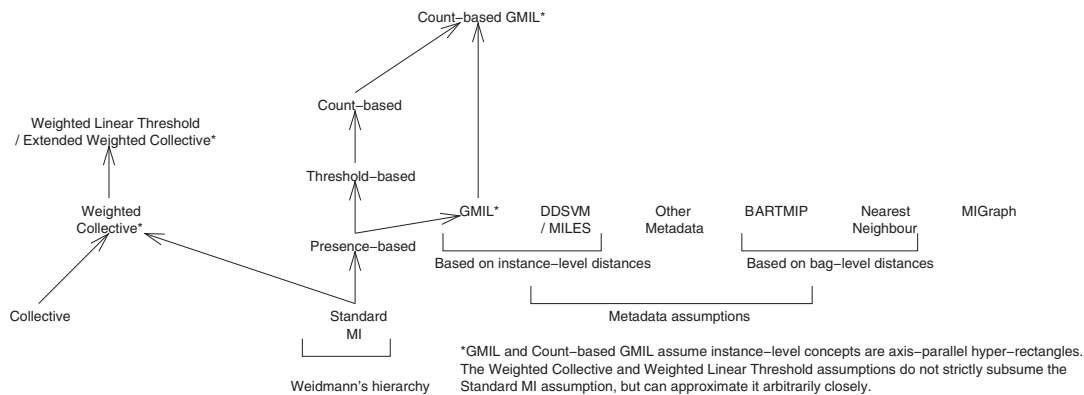 Count−based GMIL*
Count−based
Weighted Linear Threshold
/ Extended Weighted Collective*
Threshold−based
Weighted
Collective*
GMIL*
DDSVM
/ MILES
Other
Metadata
BARTMIP
Nearest
Neighbour
MIGraph
Presence−based
Based on instance−level distances
Based on bag−level distances
Collective
Standard
MI
Metadata assumptions
Weidmann's hierarchy
*GMIL and Count−based GMIL assume instance−level concepts are axis−parallel hyper−rectangles.
The Weighted Collective and Weighted Linear Threshold assumptions do not strictly subsume the
Standard MI assumption, but can approximate it arbitrarily closely.